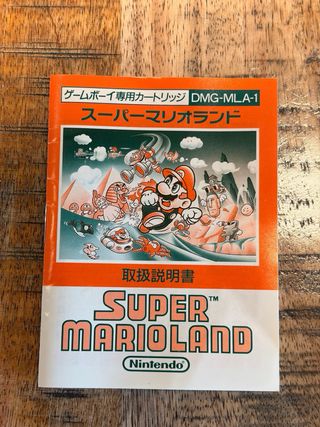 ゲームボーイ専用カートリッジ DMG-MLA-1
スーパーマリオランド
取扱説明書
SUPER™
MARIOLAND
Nintendo